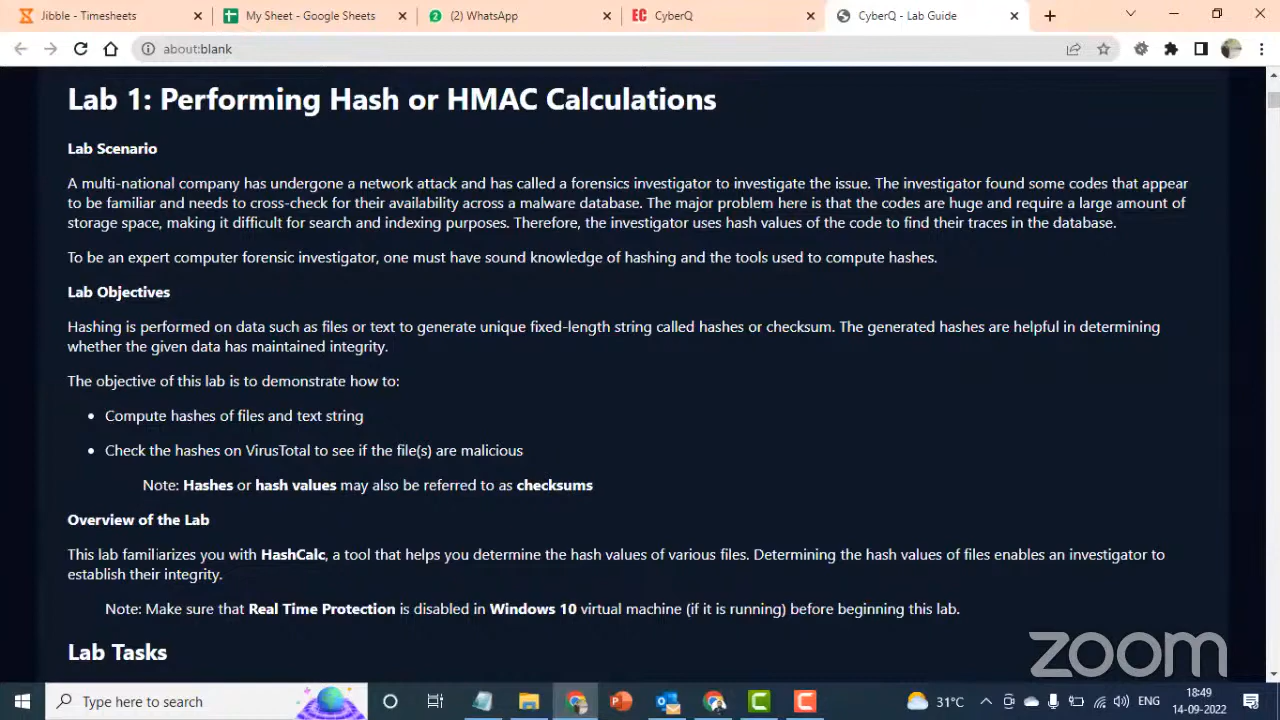 Jibble - Timesheets
My Sheet - Google Sheets
2
(2) WhatsApp
EC
CyberQ
CyberQ - Lab Guide
about:blank
Lab 1: Performing Hash or HMAC Calculations
Lab Scenario
A multi-national company has undergone a network attack and has called a forensics investigator to investigate the issue. The investigator found some codes that appear
to be familiar and needs to cross-check for their availability across a malware database. The major problem here is that the codes are huge and require a large amount of
storage space, making it difficult for search and indexing purposes. Therefore, the investigator uses hash values of the code to find their traces in the database.
To be an expert computer forensic investigator, one must have sound knowledge of hashing and the tools used to compute hashes.
Lab Objectives
Hashing is performed on data such as files or text to generate unique fixed-length string called hashes or checksum. The generated hashes are helpful in determining
whether the given data has maintained integrity.
The objective of this lab is to demonstrate how to:
• Compute hashes of files and text string
• Check the hashes on VirusTotal to see if the file(s) are malicious
Note: Hashes or hash values may also be referred to as checksums
Overview of the Lab
This lab familiarizes you with HashCalc, a tool that helps you determine the hash values of various files. Determining the hash values of files enables an investigator to
establish their integrity.
Note: Make sure that Real Time Protection is disabled in Windows 10 virtual machine (if it is running) before beginning this lab.
Lab Tasks
zoom
Type here to search
31°C
ENG
18:49
14-09-2022